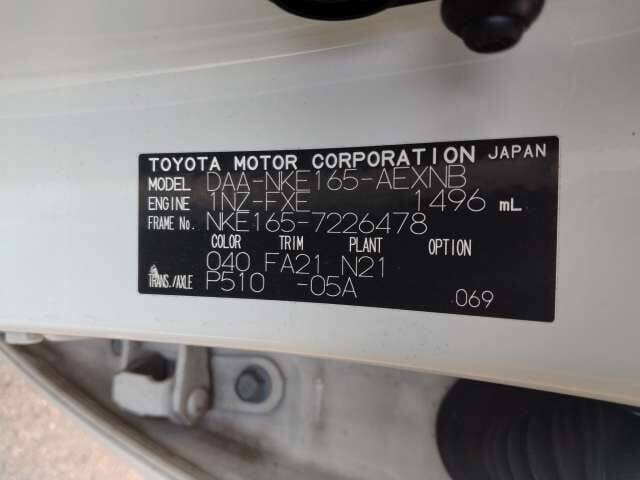 TOYOTA MOTOR CORPORATION JAPAN
MODEL DAA-NKE165-AEXNB
ENGINE 1NZ-FXE 1496 mL
FRAME No. NKE165-7226478
COLOR TRIM PLANT OPTION
040 FA21 N21
TRANS./AXLE P510 -05A
069